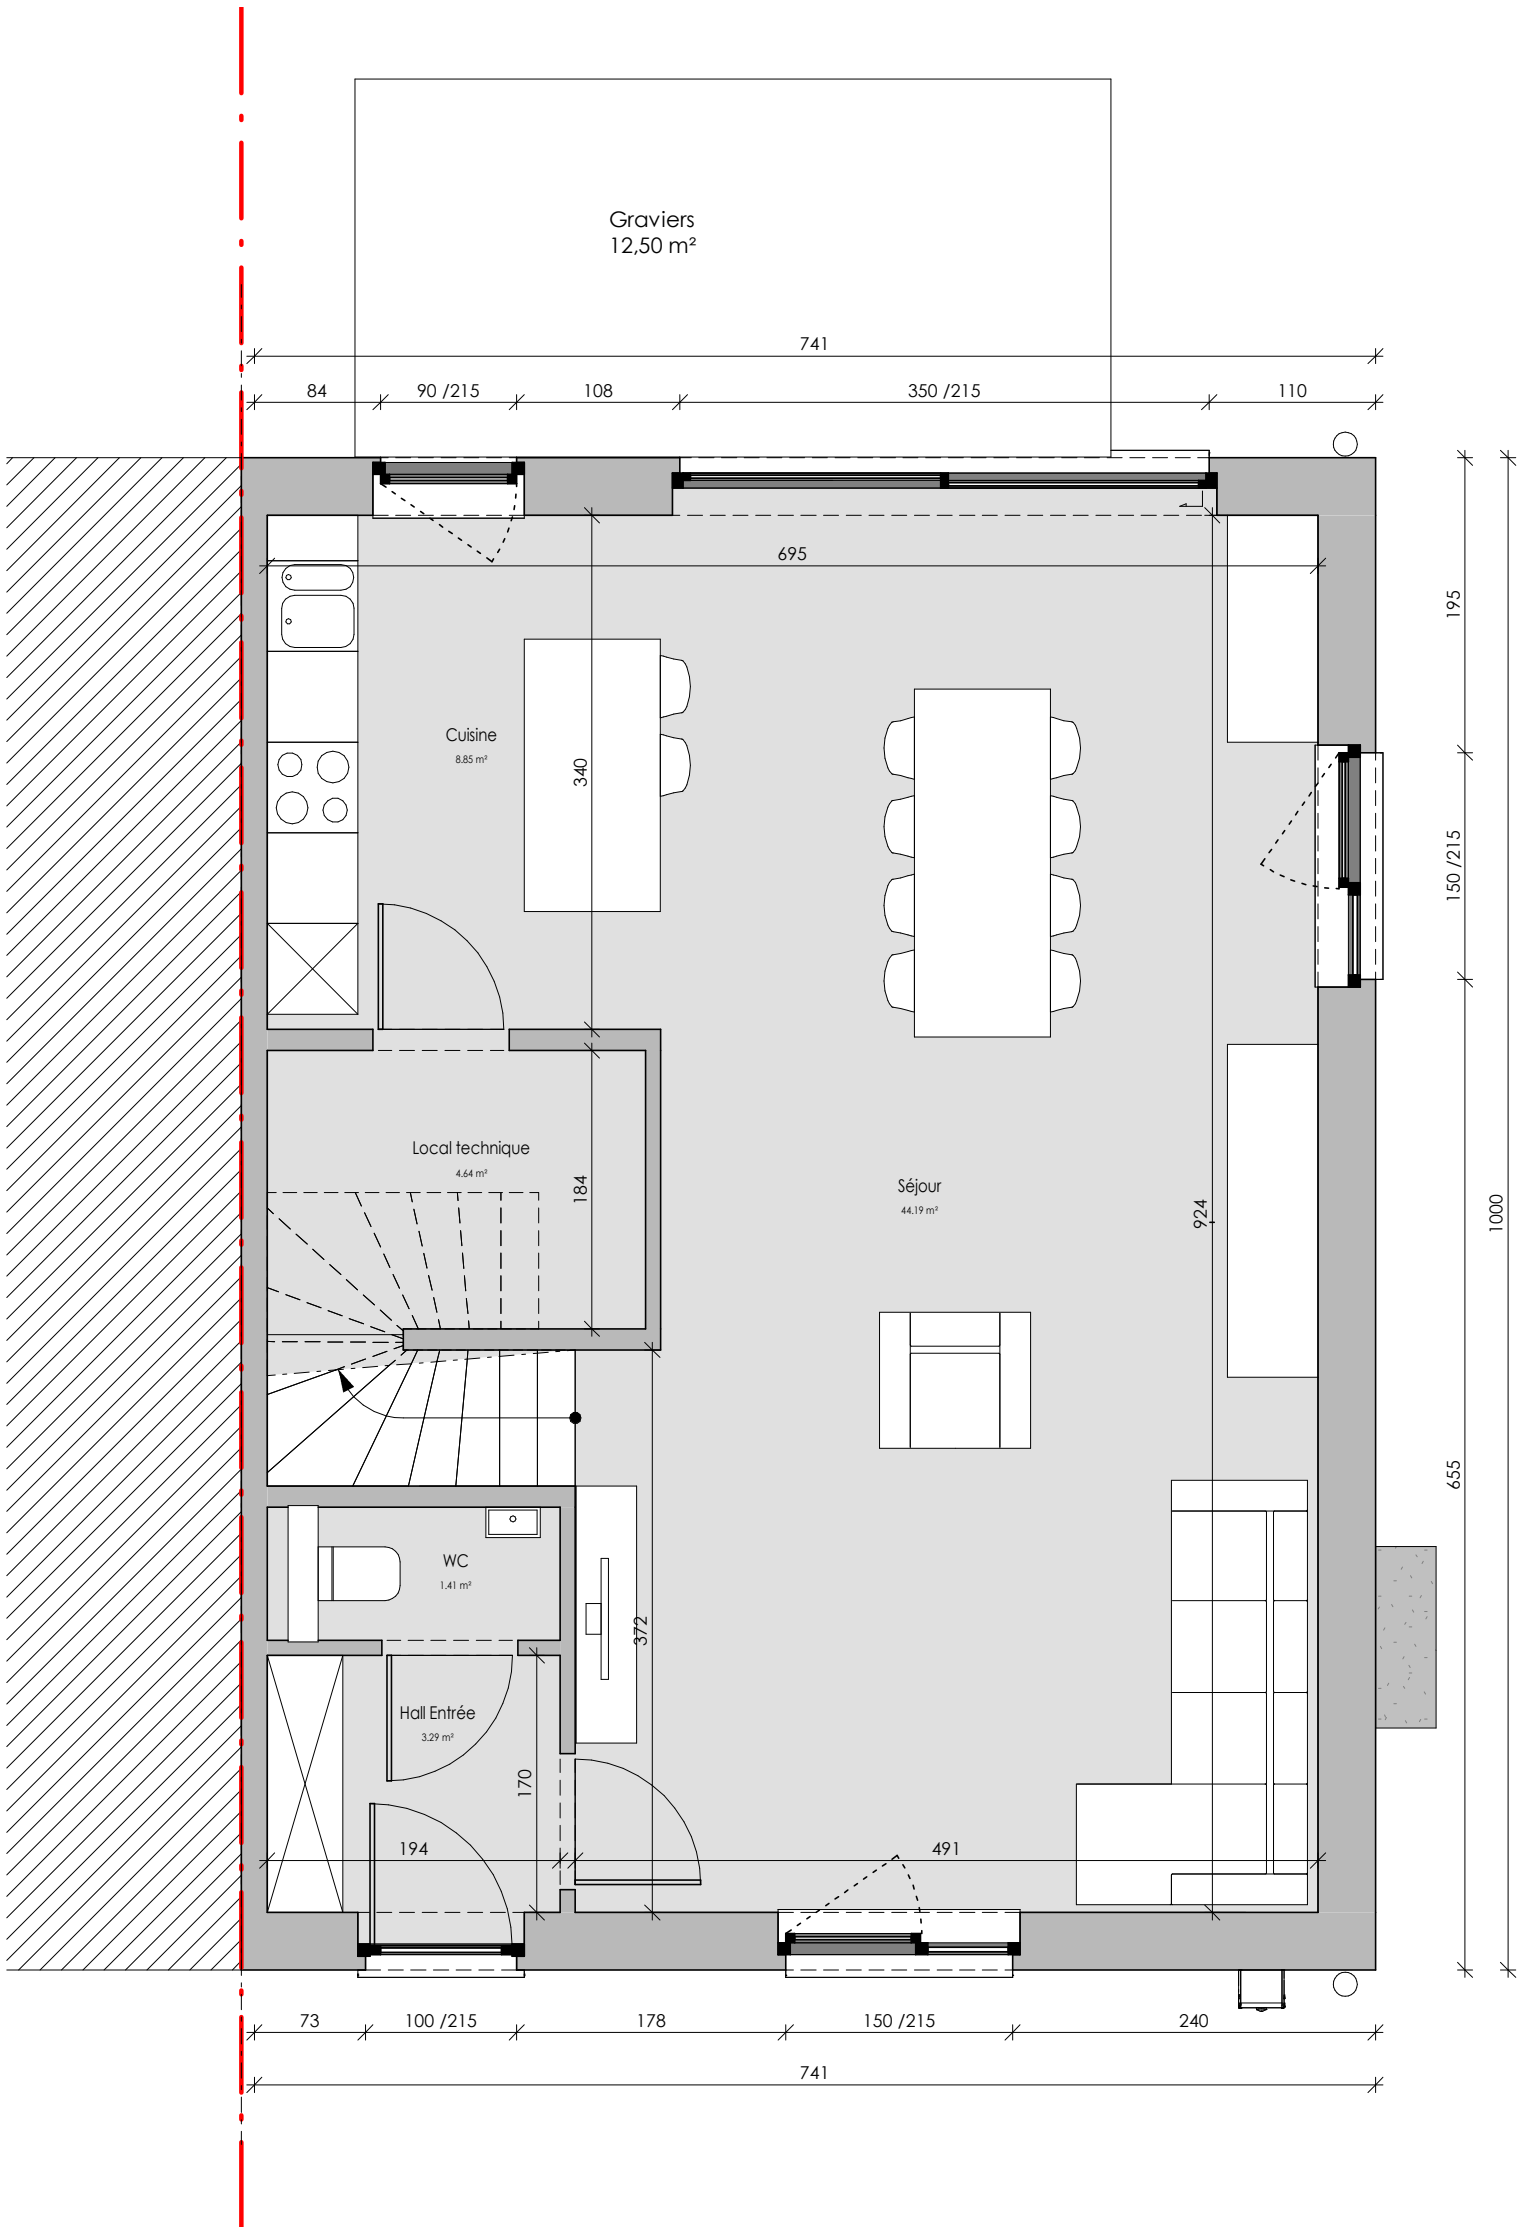 Graviers
12,50 m²
741
84
90 /215
108
350 /215
110
695
195
Cuisine
8.85 m²
340
150 /215
Local technique
4.64 m²
184
Séjour
44.19 m²
924
1000
655
WC
1.41 m²
372
Hall Entrée
3.29 m²
170
194
491
73
100 /215
178
150 /215
240
741